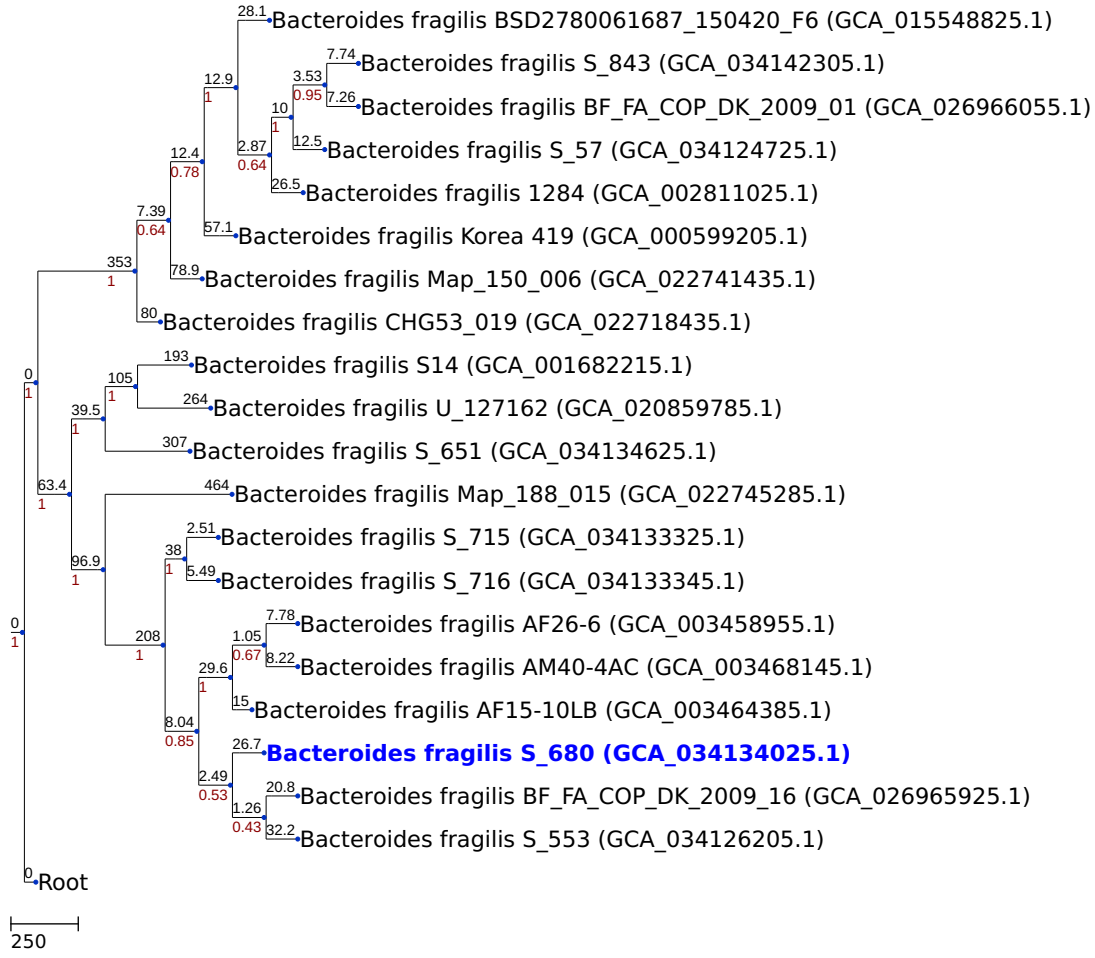 28.1
Bacteroides fragilis BSD2780061687_150420_F6 (GCA_015548825.1)
7.74
Bacteroides fragilis S_843 (GCA_034142305.1)
3.53
0.95
12.9
1
7.26
Bacteroides fragilis BF_FA_COP_DK_2009_01 (GCA_026966055.1)
10
1
12.5
Bacteroides fragilis S_57 (GCA_034124725.1)
2.87
0.64
12.4
0.78
26.5
Bacteroides fragilis 1284 (GCA_002811025.1)
7.39
0.64
57.1
Bacteroides fragilis Korea 419 (GCA_000599205.1)
353
1
78.9
Bacteroides fragilis Map_150_006 (GCA_022741435.1)
80
Bacteroides fragilis CHG53_019 (GCA_022718435.1)
193
Bacteroides fragilis S14 (GCA_001682215.1)
0
1
105
1
264
Bacteroides fragilis U_127162 (GCA_020859785.1)
39.5
1
307
Bacteroides fragilis S_651 (GCA_034134625.1)
63.4
1
464
Bacteroides fragilis Map_188_015 (GCA_022745285.1)
2.51
Bacteroides fragilis S_715 (GCA_034133325.1)
38
1
96.9
1
5.49
Bacteroides fragilis S_716 (GCA_034133345.1)
7.78
Bacteroides fragilis AF26-6 (GCA_003458955.1)
0
1
208
1
1.05
0.67
8.22
Bacteroides fragilis AM40-4AC (GCA_003468145.1)
29.6
1
15
Bacteroides fragilis AF15-10LB (GCA_003464385.1)
8.04
0.85
26.7
Bacteroides fragilis S_680 (GCA_034134025.1)
2.49
0.53
20.8
Bacteroides fragilis BF_FA_COP_DK_2009_16 (GCA_026965925.1)
1.26
0.43
32.2
Bacteroides fragilis S_553 (GCA_034126205.1)
0
Root
250